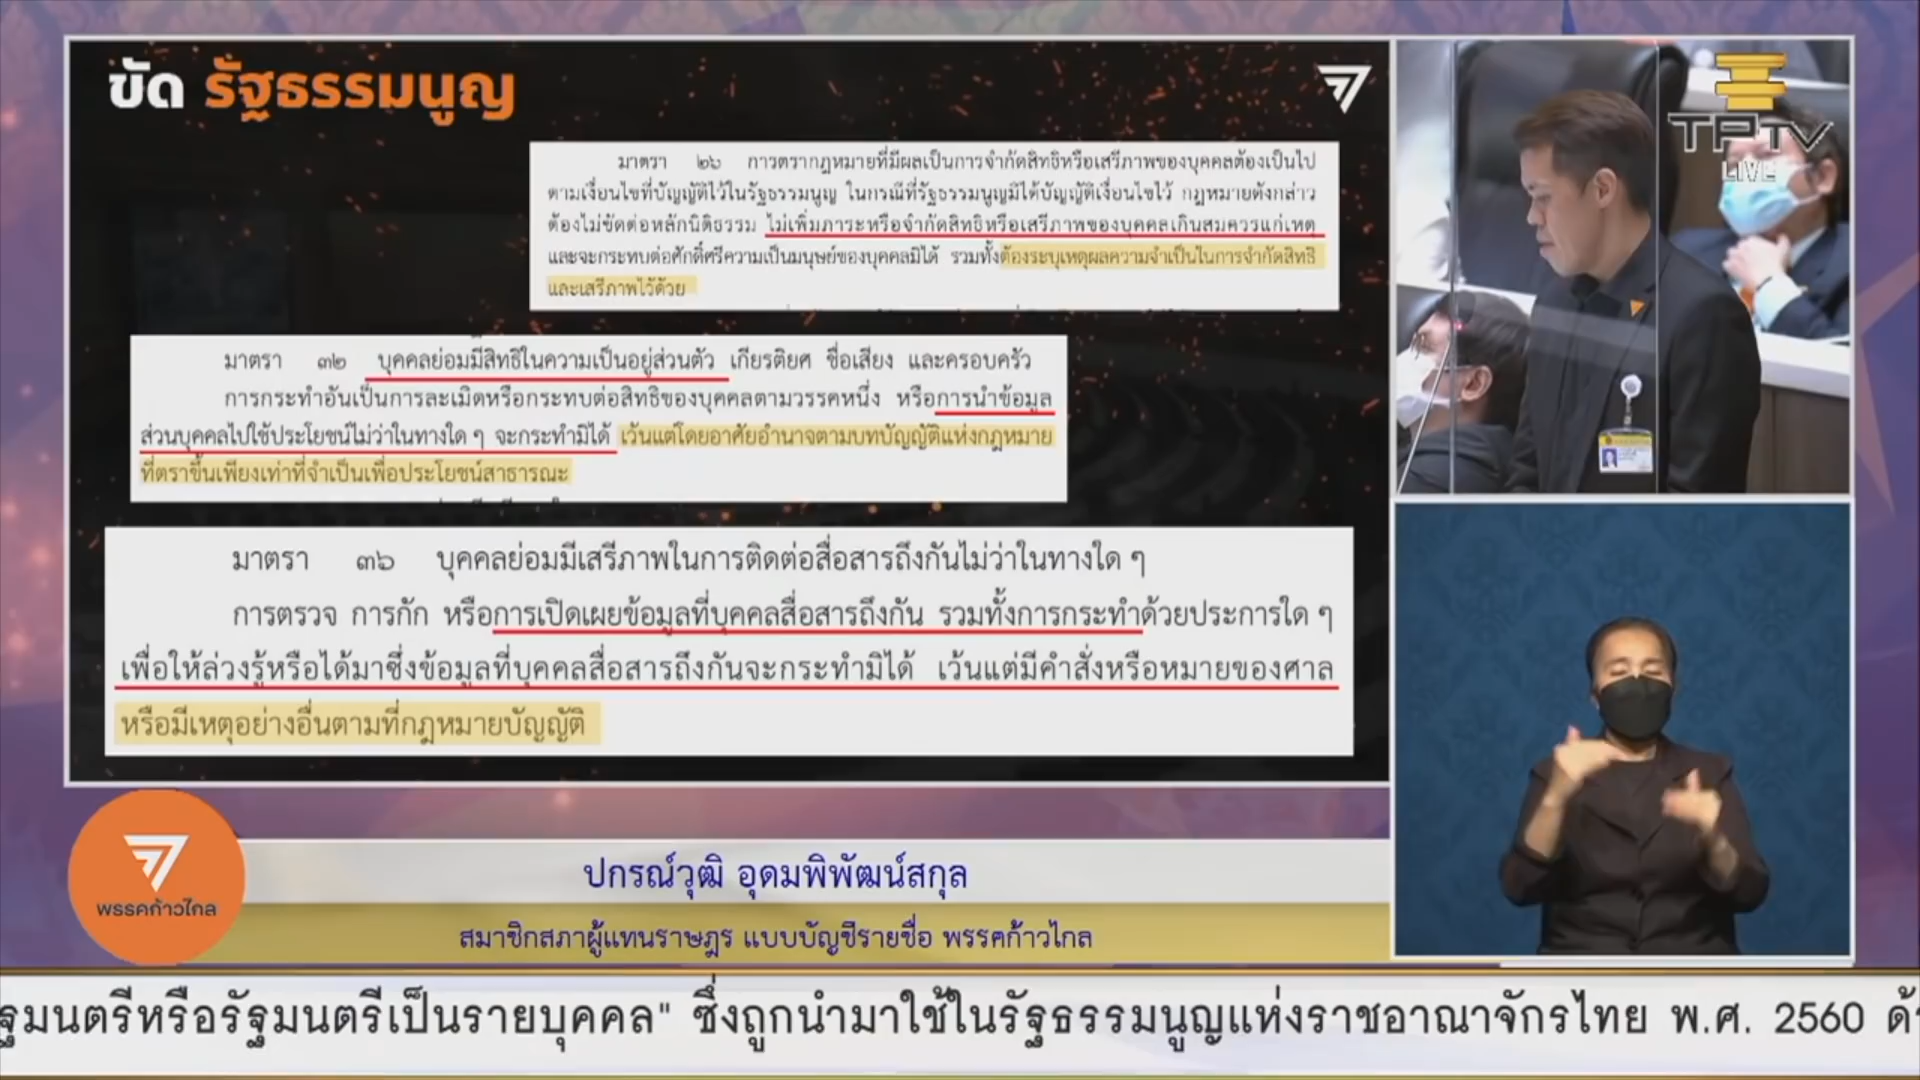 ขัด รัฐธรรมนูญ
มาตรา ๒๖ การตรากฎหมายที่มีผลเป็นการจำกัดสิทธิหรือเสรีภาพของบุคคลต้องเป็นไป
ตามเงื่อนไขที่บัญญัติไว้ในรัฐธรรมนูญ ในกรณีที่รัฐธรรมนูญมิได้บัญญัติเงื่อนไขไว้ กฎหมายดังกล่าว
ต้องไม่ขัดต่อหลักนิติธรรม ไม่เพิ่มภาระหรือจำกัดสิทธิหรือเสรีภาพของบุคคลเกินสมควรแก่เหตุ
และจะกระทบต่อศักดิ์ศรีความเป็นมนุษย์ของบุคคลมิได้ รวมทั้งต้องระบุเหตุผลความจำเป็นในการจำกัดสิทธิ
และเสรีภาพไว้ด้วย
มาตรา ๓๒ บุคคลย่อมมีสิทธิในความเป็นอยู่ส่วนตัว เกียรติยศ ชื่อเสียง และครอบครัว
การกระทำอันเป็นการละเมิดหรือกระทบต่อสิทธิของบุคคลตามวรรคหนึ่ง หรือการนำข้อมูล
ส่วนบุคคลไปใช้ประโยชน์ไม่ว่าในทางใด ๆ จะกระทำมิได้ เว้นแต่โดยอาศัยอำนาจตามบทบัญญัติแห่งกฎหมาย
ที่ตราขึ้นเพียงเท่าที่จำเป็นเพื่อประโยชน์สาธารณะ
มาตรา ๓๖ บุคคลย่อมมีเสรีภาพในการติดต่อสื่อสารถึงกันไม่ว่าในทางใด ๆ
การตรวจ การกัก หรือการเปิดเผยข้อมูลที่บุคคลสื่อสารถึงกัน รวมทั้งการกระทำด้วยประการใด ๆ
เพื่อให้ล่วงรู้หรือได้มาซึ่งข้อมูลที่บุคคลสื่อสารถึงกันจะกระทำมิได้ เว้นแต่มีคำสั่งหรือหมายของศาล
หรือมีเหตุอย่างอื่นตามที่กฎหมายบัญญัติ
TPTV
LIVE
พรรคก้าวไกล
ปกรณ์วุฒิ อุดมพิพัฒน์สกุล
สมาชิกสภาผู้แทนราษฎร แบบบัญชีรายชื่อ พรรคก้าวไกล
ฐมนตรีหรือรัฐมนตรีเป็นรายบุคคล" ซึ่งถูกนำมาใช้ในรัฐธรรมนูญแห่งราชอาณาจักรไทย พ.ศ. 2560 ด้